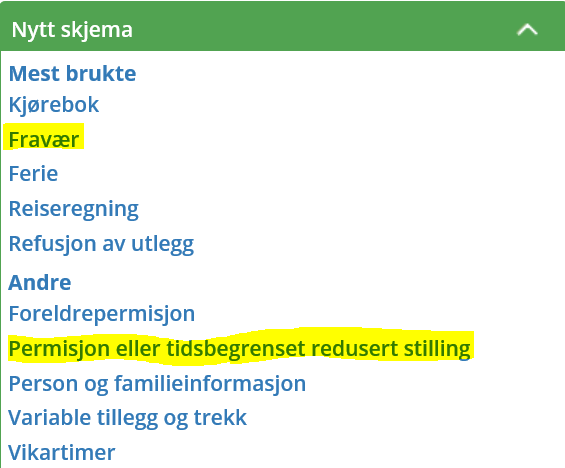 Nytt skjema
Mest brukte
Kjørebok
Fravær
Ferie
Reiseregning
Refusjon av utlegg
Andre
Foreldrepermisjon
Permisjon eller tidsbegrenset redusert stilling
Person og familieinformasjon
Variable tillegg og trekk
Vikartimer